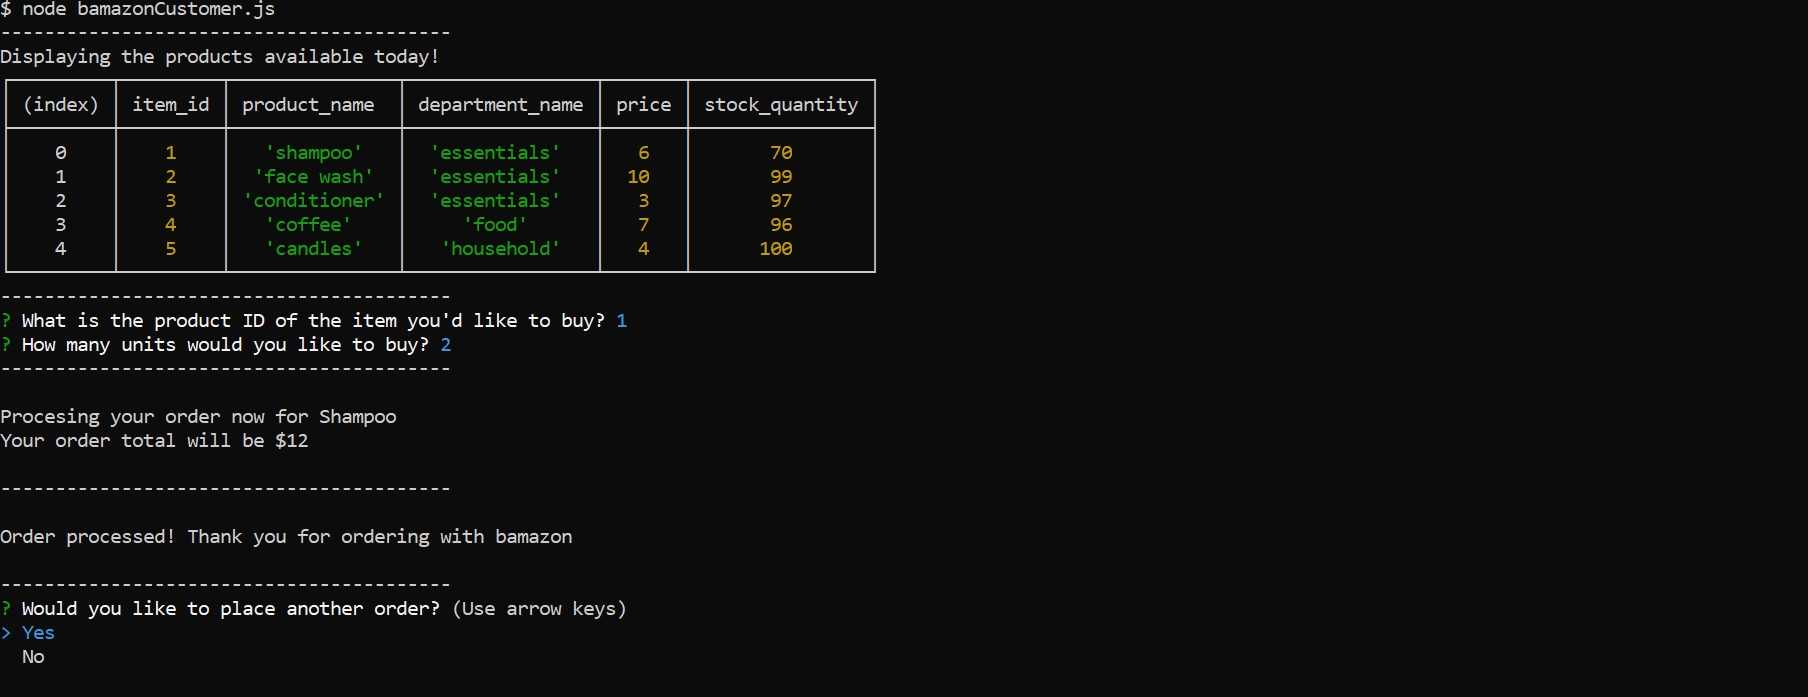 $ node bamazonCustomer.js
-----------------------------------------
Displaying the products available today!
(index) item_id product_name department_name price stock_quantity
0 1 'shampoo' 'essentials' 6 70
1 2 'face wash' 'essentials' 10 99
2 3 'conditioner' 'essentials' 3 97
3 4 'coffee' 'food' 7 96
4 5 'candles' 'household' 4 100
-----------------------------------------
? What is the product ID of the item you'd like to buy? 1
? How many units would you like to buy? 2
-----------------------------------------
Procesing your order now for Shampoo
Your order total will be $12
-----------------------------------------
Order processed! Thank you for ordering with bamazon
-----------------------------------------
? Would you like to place another order? (Use arrow keys)
> Yes
No